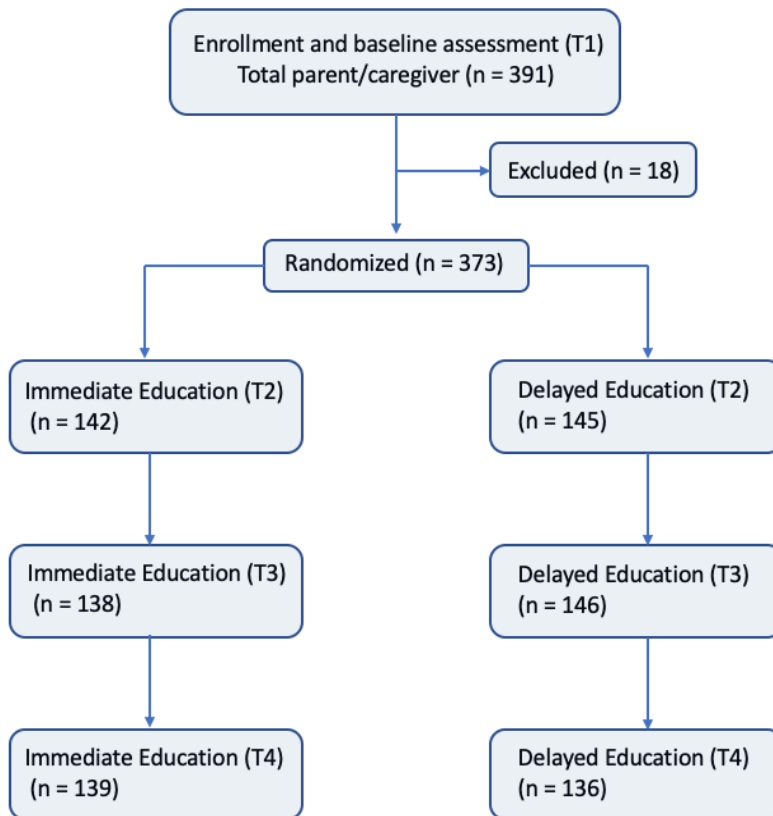 Enrollment and baseline assessment (T1)
Total parent/caregiver (n = 391)
Excluded (n = 18)
Randomized (n = 373)
Immediate Education (T2)
(n = 142)
Delayed Education (T2)
(n = 145)
Immediate Education (T3)
(n = 138)
Delayed Education (T3)
(n = 146)
Immediate Education (T4)
(n = 139)
Delayed Education (T4)
(n = 136)